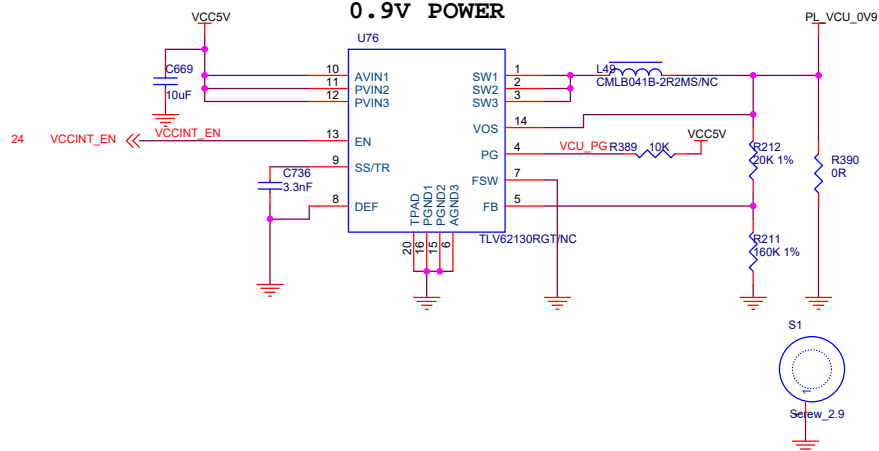 0.9V POWER
VCC5V
PL_VCU_0V9
U76
C669
10uF
10
AVIN1
11
PVIN2
12
PVIN3
SW1
1
SW2
2
SW3
3
L49
CMLB041B-2R2MS/NC
24
VCCINT_EN
VCCINT_EN
13
EN
VOS
14
PG
4
VCU_PG
R389
10K
VCC5V
R212
20K 1%
R390
0R
9
SS/TR
C736
3.3nF
FSW
7
8
DEF
FB
5
TPAD
PGND1
PGND2
AGND3
20
16
15
6
TLV62130RGT/NC
R211
160K 1%
S1
1
Screw_2.9